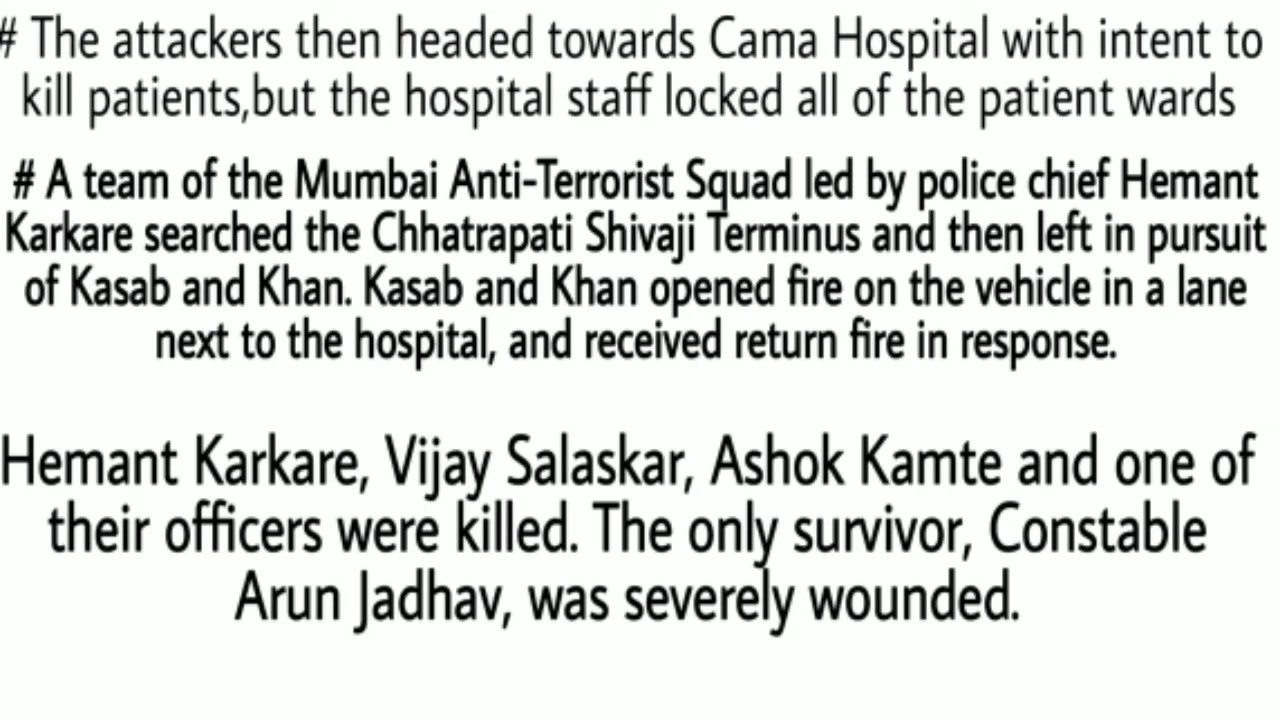 # The attackers then headed towards Cama Hospital with intent to
kill patients,but the hospital staff locked all of the patient wards
# A team of the Mumbai Anti-Terrorist Squad led by police chief Hemant
Karkare searched the Chhatrapati Shivaji Terminus and then left in pursuit
of Kasab and Khan. Kasab and Khan opened fire on the vehicle in a lane
next to the hospital, and received return fire in response.
Hemant Karkare, Vijay Salaskar, Ashok Kamte and one of
their officers were killed. The only survivor, Constable
Arun Jadhav, was severely wounded.